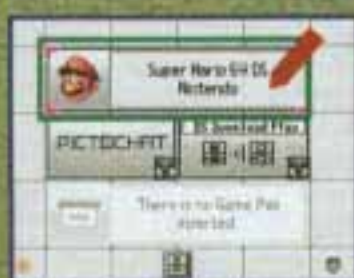 Super Mario 64 DS
Nintendo
PICTOCHAT
DS Download Play
There is no Game Pak
inserted.